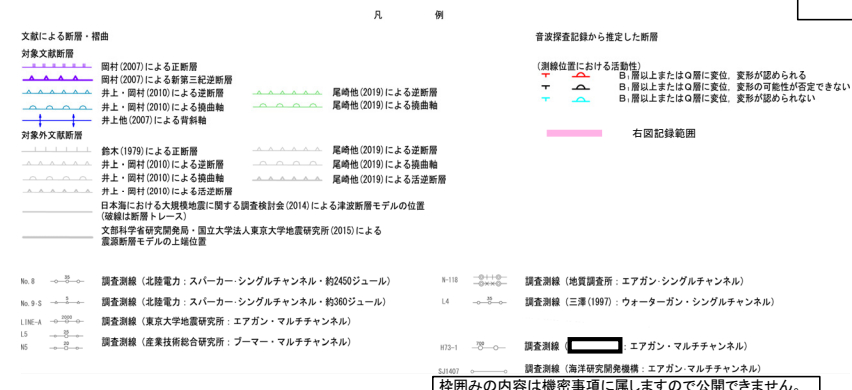 凡 例
文献による断層・褶曲
対象文献断層
岡村(2007)による正断層
岡村(2007)による新第三紀逆断層
井上・岡村(2010)による逆断層
井上・岡村(2010)による撓曲軸
井上他(2007)による背斜軸
尾崎他(2019)による逆断層
尾崎他(2019)による撓曲軸
対象外文献断層
鈴木(1979)による正断層
井上・岡村(2010)による逆断層
井上・岡村(2010)による撓曲軸
井上・岡村(2010)による活逆断層
尾崎他(2019)による逆断層
尾崎他(2019)による撓曲軸
尾崎他(2019)による活逆断層
日本海における大規模地震に関する調査検討会(2014)による津波断層モデルの位置
(破線は断層トレース)
文部科学省研究開発局・国立大学法人東京大学地震研究所(2015)による
震源断層モデルの上端位置
音波探査記録から推定した断層
(測線位置における活動性)
B₁層以上またはQ層に変位，変形が認められる
B₁層以上またはQ層に変位，変形の可能性が否定できない
B₁層以上またはQ層に変位，変形が認められない
右図記録範囲
No.8 35 調査測線（北陸電力：スパーカー・シングルチャンネル・約2450ジュール）
No.9-S 5 調査測線（北陸電力：スパーカー・シングルチャンネル・約360ジュール）
LINE-A 2000 調査測線（東京大学地震研究所：エアガン・マルチチャンネル）
L5 25
N5 20 調査測線（産業技術総合研究所：ブーマー・マルチチャンネル）
N-118 調査測線（地質調査所：エアガン・シングルチャンネル）
L4 35 調査測線（三澤(1997)：ウォーターガン・シングルチャンネル）
H73-1 700 調査測線（ ：エアガン・マルチチャンネル）
SJ1407 調査測線（海洋研究開発機構：エアガン・マルチチャンネル）
枠囲みの内容は機密事項に属しますので公開できません。